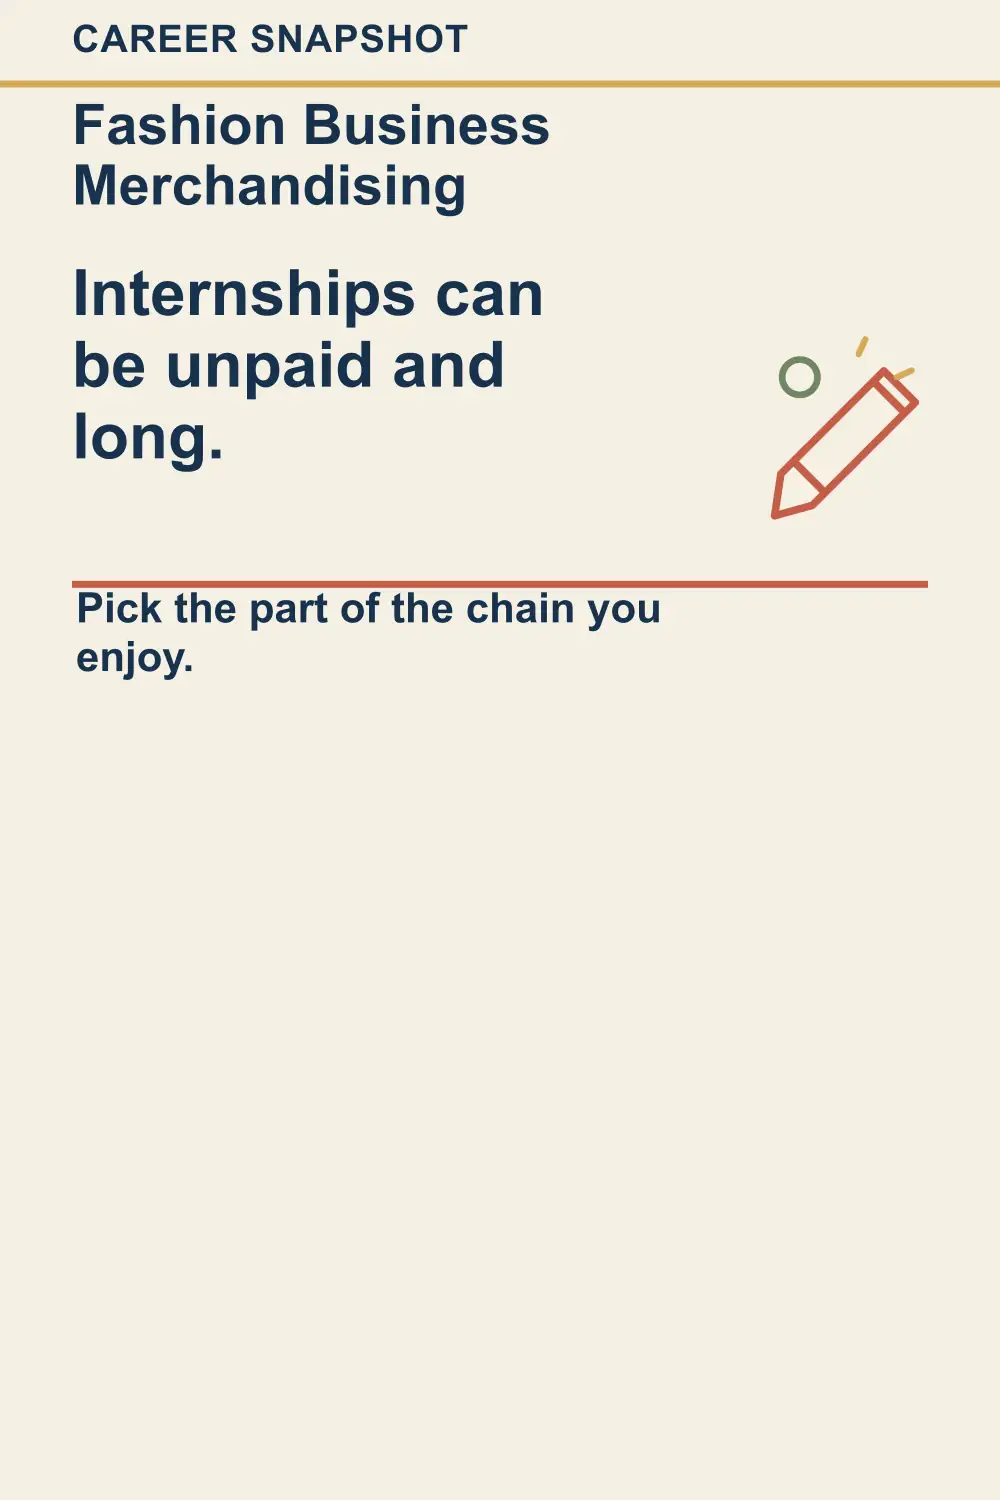 CAREER SNAPSHOT
Fashion Business
Merchandising
Internships can
be unpaid and
long.
Pick the part of the chain you
enjoy.